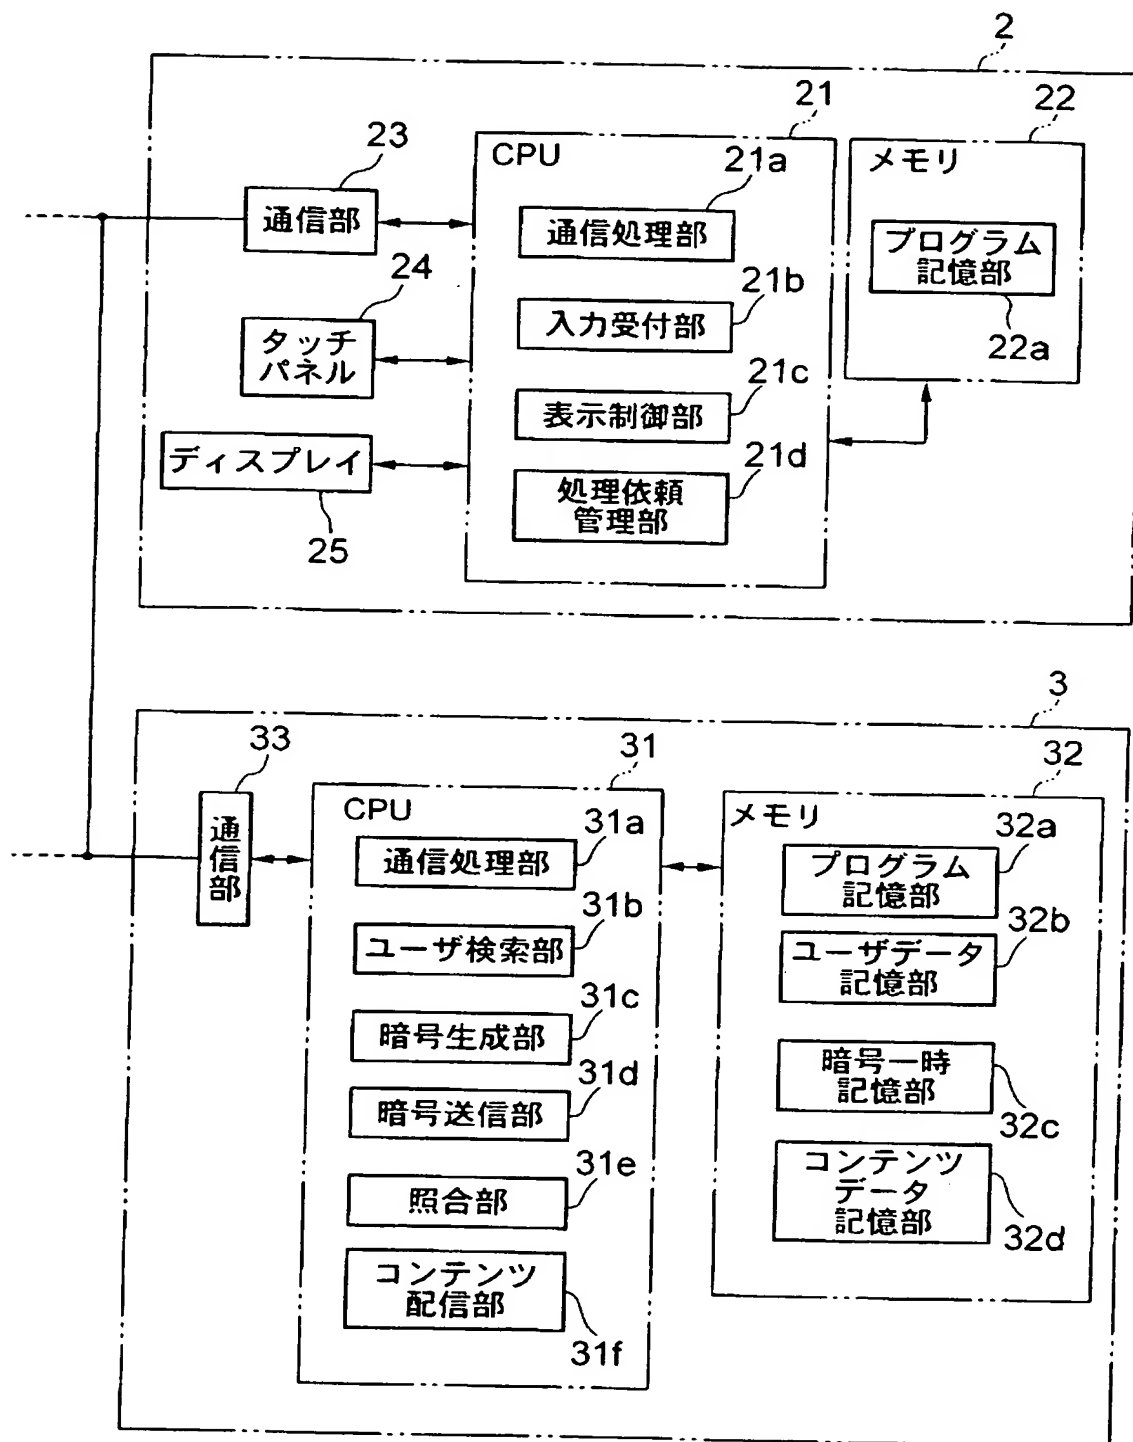 2
21
22
23
CPU
メモリ
21a
通信部
通信処理部
プログラム
記憶部
24
21b
22a
タッチ
パネル
入力受付部
21c
表示制御部
ディスプレイ
21d
25
処理依頼
管理部
3
33
31
32
CPU
メモリ
通信部
31a
通信処理部
32a
プログラム
記憶部
31b
ユーザ検索部
32b
ユーザデータ
記憶部
31c
暗号生成部
暗号一時
記憶部
32c
31d
暗号送信部
31e
照合部
コンテンツ
データ
記憶部
32d
コンテンツ
配信部
31f